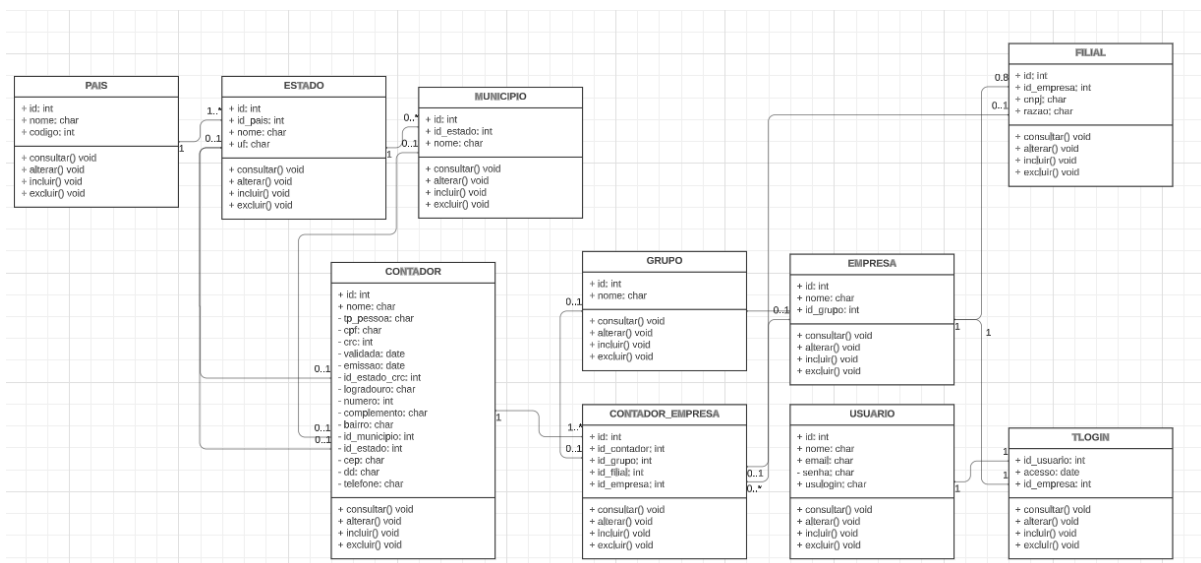 PAIS
+ id: int
+ nome: char
+ codigo: int
+ consultar() void
+ alterar() void
+ incluir() void
+ excluir() void
1
ESTADO
+ id: int
+ id_pais: int
+ nome: char
+ uf: char
+ consultar() void
+ alterar() void
+ incluir() void
+ excluir() void
1..*
0..1
1
MUNICIPIO
+ id: int
+ id_estado: int
+ nome: char
+ consultar() void
+ alterar() void
+ incluir() void
+ excluir() void
0..*
0..1
FILIAL
+ id: int
+ id_empresa: int
+ cnpj: char
+ razao: char
+ consultar() void
+ alterar() void
+ incluir() void
+ excluir() void
0.8
0..1
CONTADOR
+ id: int
+ nome: char
- tp_pessoa: char
- cpf: char
- crc: int
- validada: date
- emissao: date
- id_estado_crc: int
- logradouro: char
- numero: int
- complemento: char
- bairro: char
- id_municipio: int
- id_estado: int
- cep: char
- dd: char
- telefone: char
+ consultar() void
+ alterar() void
+ incluir() void
+ excluir() void
0..1
0..1
0..1
1
GRUPO
+ id: int
+ nome: char
+ consultar() void
+ alterar() void
+ incluir() void
+ excluir() void
0..1
EMPRESA
+ id: int
+ nome: char
+ id_grupo: int
+ consultar() void
+ alterar() void
+ incluir() void
+ excluir() void
0..1
1
1
CONTADOR_EMPRESA
+ id: int
+ id_contador: int
+ id_grupo: int
+ id_filial: int
+ id_empresa: int
+ consultar() void
+ alterar() void
+ incluir() void
+ excluir() void
1..*
0..1
0..1
0..*
USUARIO
+ id: int
+ nome: char
+ email: char
- senha: char
+ usulogin: char
+ consultar() void
+ alterar() void
+ incluir() void
+ excluir() void
1
TLOGIN
+ id_usuario: int
+ acesso: date
+ id_empresa: int
+ consultar() void
+ alterar() void
+ incluir() void
+ excluir() void
1
1